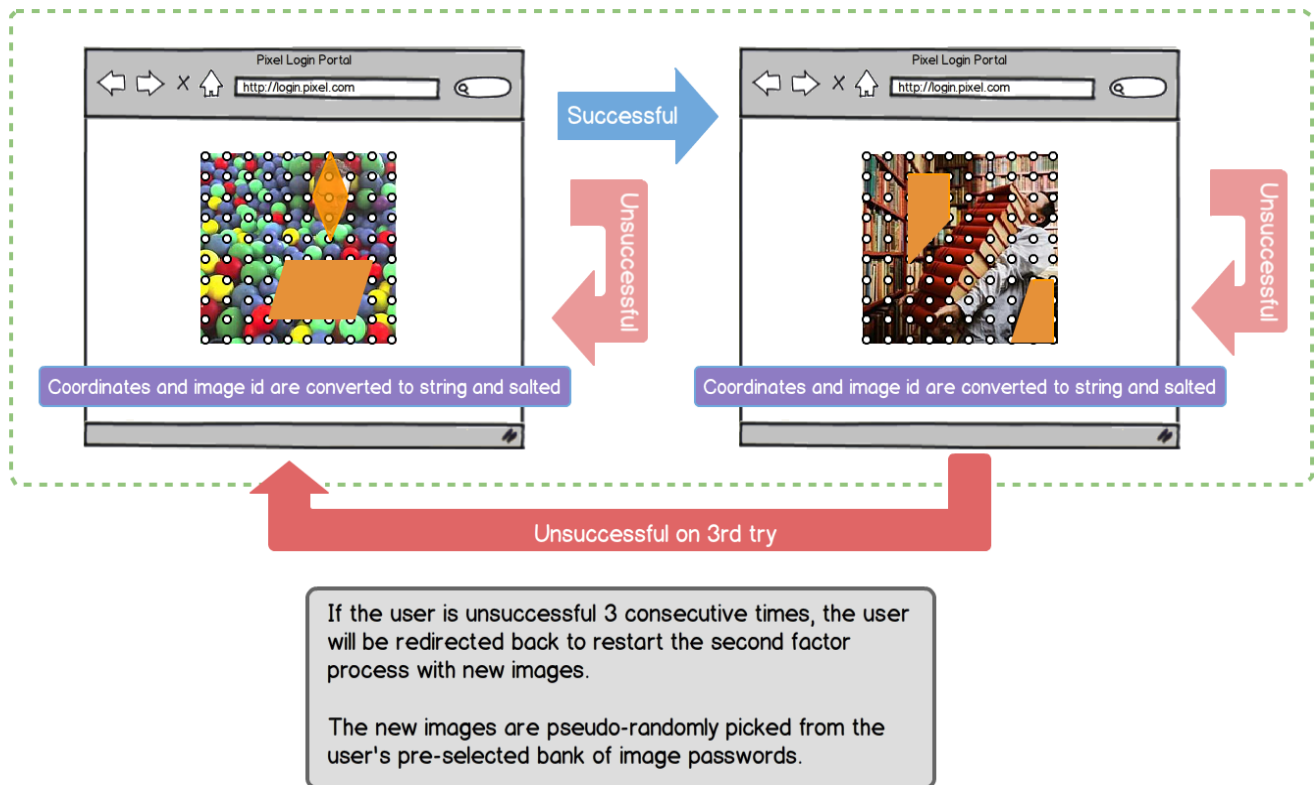 Pixel Login Portal
X
http://login.pixel.com
Coordinates and image id are converted to string and salted
Successful
Unsuccessful
Pixel Login Portal
X
http://login.pixel.com
Coordinates and image id are converted to string and salted
Unsuccessful
Unsuccessful on 3rd try
If the user is unsuccessful 3 consecutive times, the user
will be redirected back to restart the second factor
process with new images.
The new images are pseudo-randomly picked from the
user's pre-selected bank of image passwords.